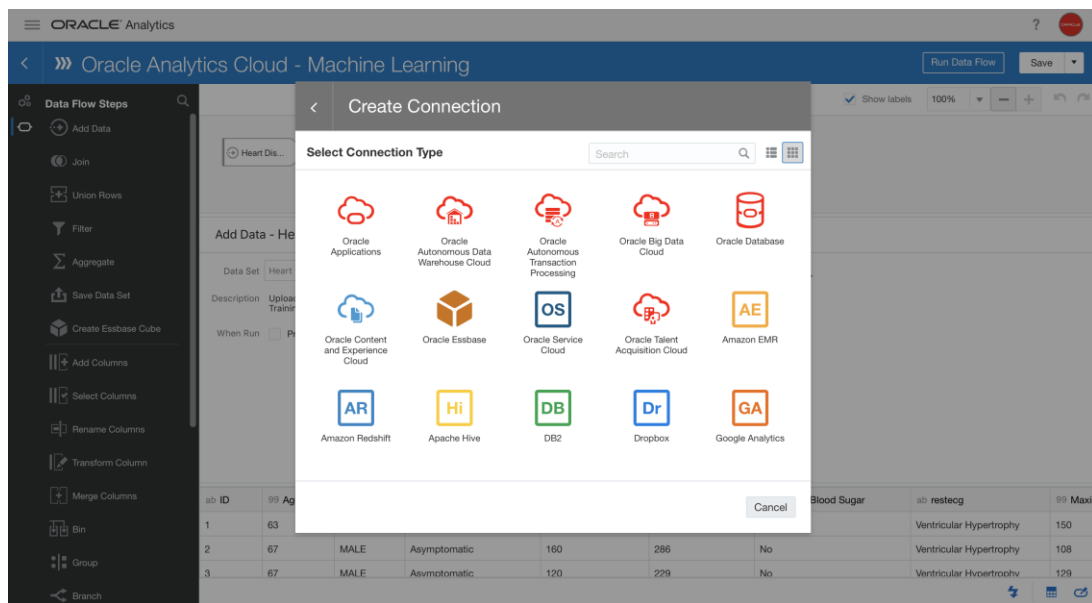 ORACLE Analytics
?
ORACLE
Oracle Analytics Cloud - Machine Learning
Run Data Flow
Save
Data Flow Steps
Add Data
Join
Union Rows
Filter
Aggregate
Save Data Set
Create Essbase Cube
Add Columns
Select Columns
Rename Columns
Transform Column
Merge Columns
Bin
Group
Branch
Show labels
100%
Heart Dis...
Add Data - He
Data Set
Heart
Description
Uploa
Trainin
When Run
Create Connection
Select Connection Type
Search
Oracle
Applications
Oracle
Autonomous Data
Warehouse Cloud
Oracle
Autonomous
Transaction
Processing
Oracle Big Data
Cloud
Oracle Database
Oracle Content
and Experience
Cloud
Oracle Essbase
OS
Oracle Service
Cloud
Oracle Talent
Acquisition Cloud
AE
Amazon EMR
AR
Amazon Redshift
Hi
Apache Hive
DB
DB2
Dr
Dropbox
GA
Google Analytics
Cancel
ab ID 99 Ag Blood Sugar ab restecg 99 Maxi
1 63 Ventricular Hypertrophy 150
2 67 MALE Asymptomatic 160 286 No Ventricular Hypertrophy 108
3 67 MALE Asymptomatic 120 229 No Ventricular Hypertrophy 129